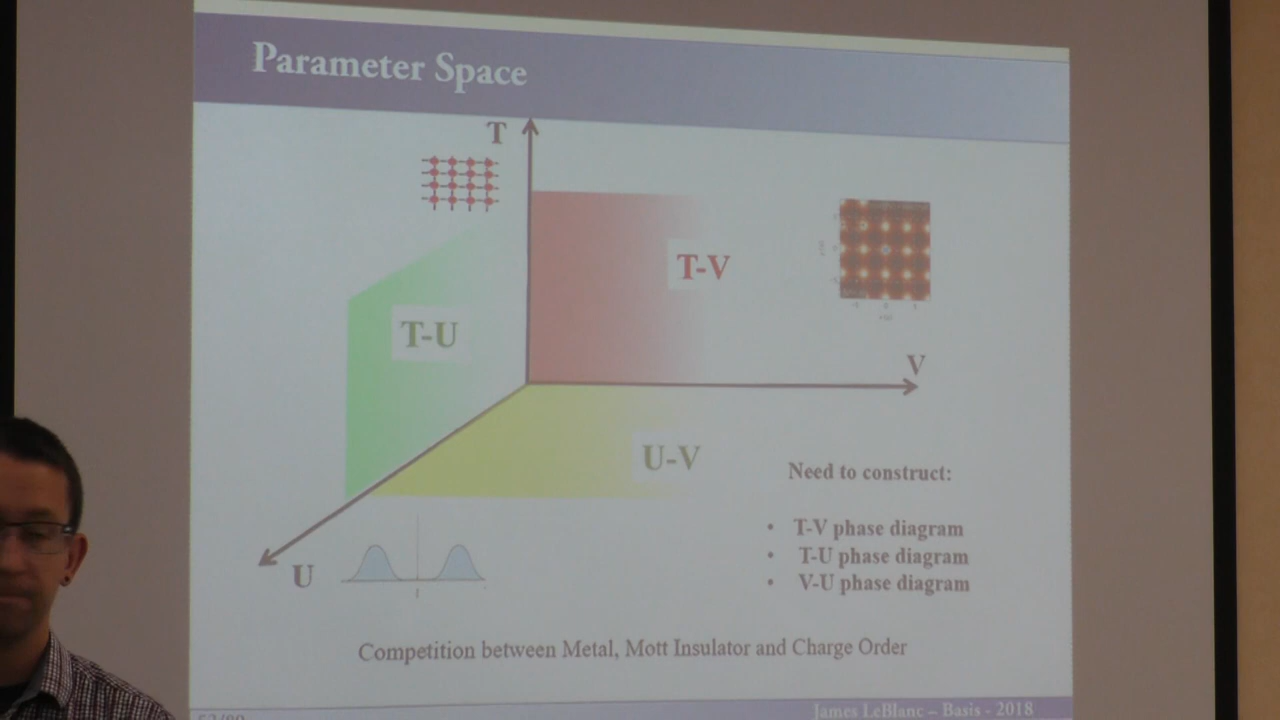 Parameter Space
T
T-V
T-U
V
U-V
Need to construct:
• T-V phase diagram
• T-U phase diagram
• V-U phase diagram
U
Competition between Metal, Mott Insulator and Charge Order
James LeBlanc – Basis - 2018